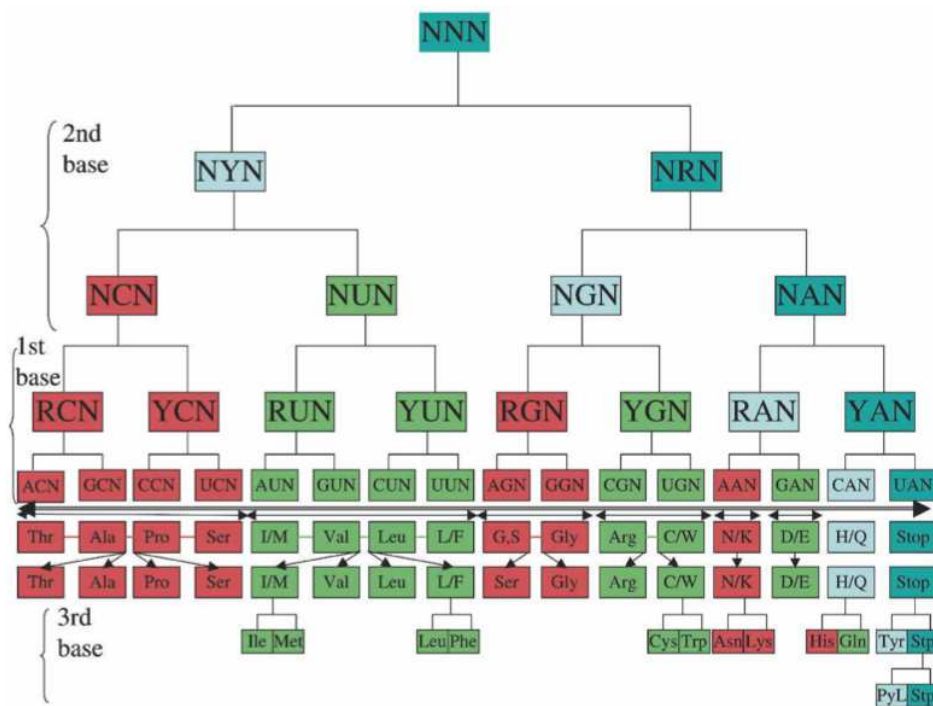 NNN
2nd
base
NYN NRN
NCN NUN NGN NAN
1st
base
RCN YCN RUN YUN RGN YGN RAN YAN
ACN GCN CCN UCN AUN GUN CUN UUN AGN GGN CGN UGN AAN GAN CAN UAN
Thr Ala Pro Ser I/M Val Leu L/F G,S Gly Arg C/W N/K D/E H/Q Stop
Thr Ala Pro Ser I/M Val Leu L/F Ser Gly Arg C/W N/K D/E H/Q Stop
3rd
base
Ile Met Leu Phe Cys Trp Asn Lys His Gln Tyr Stp
PyL Stp